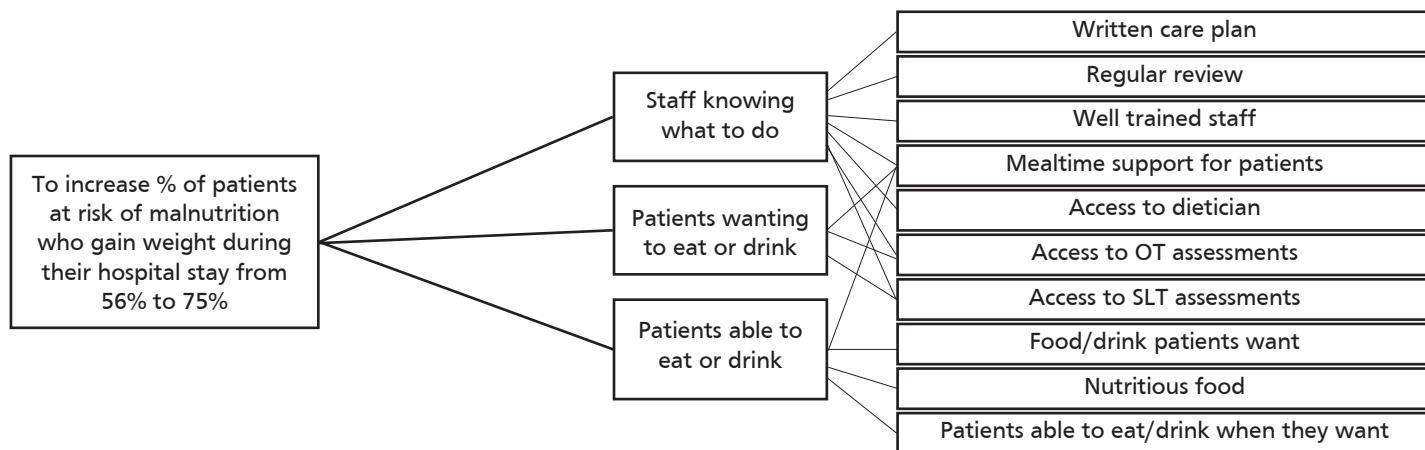 To increase % of patients
at risk of malnutrition
who gain weight during
their hospital stay from
56% to 75%
Staff knowing
what to do
Patients wanting
to eat or drink
Patients able to
eat or drink
Written care plan
Regular review
Well trained staff
Mealtime support for patients
Access to dietician
Access to OT assessments
Access to SLT assessments
Food/drink patients want
Nutritious food
Patients able to eat/drink when they want